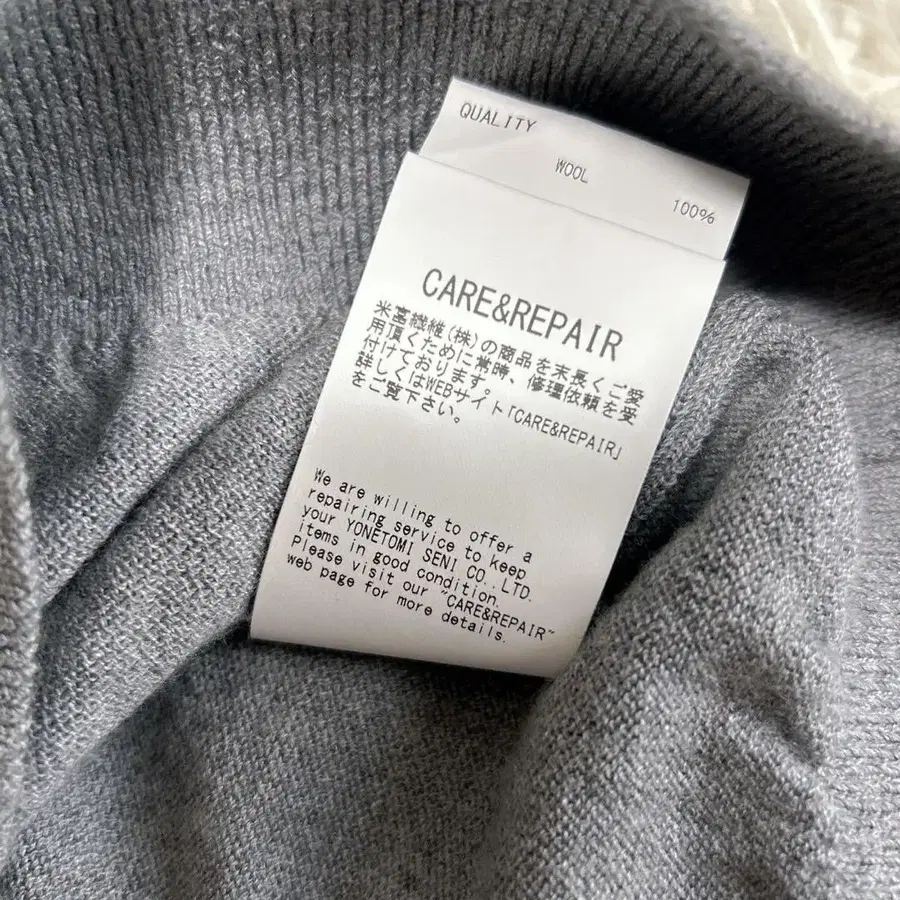 QUALITY
WOOL
100%
CARE&REPAIR
米富繊維(株)の商品を末長くご愛
用頂くために常時、修理依頼を受
付けております。
詳しくはWEBサイト「CARE&REPAIR」
をご覧下さい。
We are willing to offer a
repairing service to keep
your YONETOMI SENI CO.,LTD.
items in good condition.
Please visit our "CARE&REPAIR"
web page for more details.